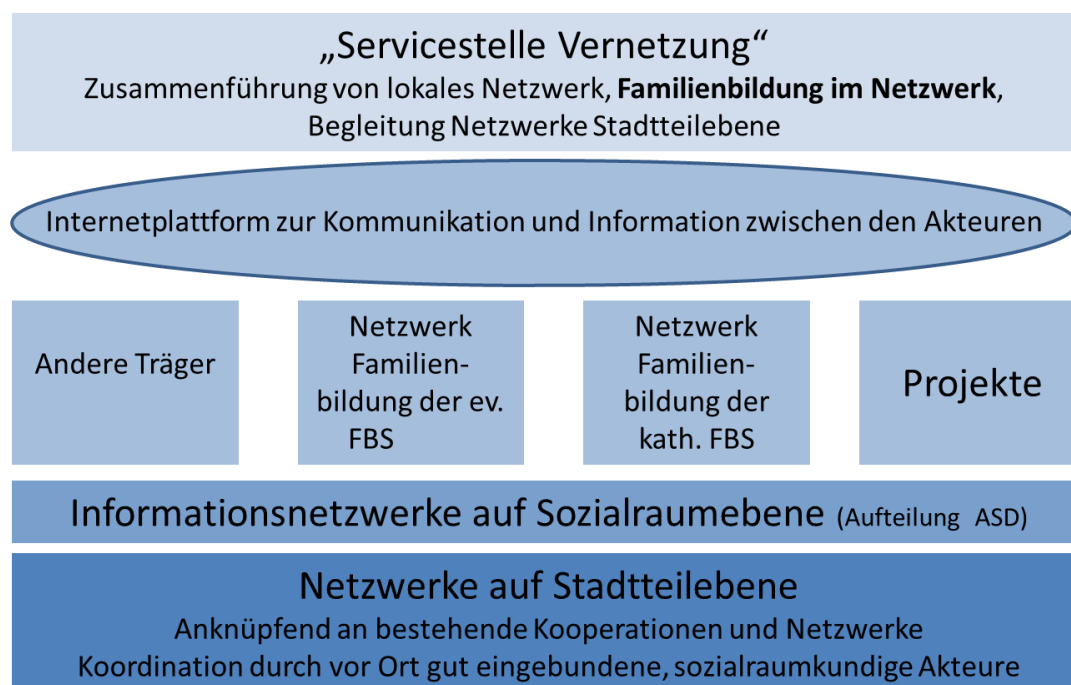 „Servicestelle Vernetzung“
Zusammenführung von lokales Netzwerk, Familienbildung im Netzwerk,
Begleitung Netzwerke Stadtteilebene
Internetplattform zur Kommunikation und Information zwischen den Akteuren
Andere Träger
Netzwerk
Familien-
bildung der ev.
FBS
Netzwerk
Familien-
bildung der
kath. FBS
Projekte
Informationsnetzwerke auf Sozialraumebene (Aufteilung ASD)
Netzwerke auf Stadtteilebene
Anknüpfend an bestehende Kooperationen und Netzwerke
Koordination durch vor Ort gut eingebundene, sozialraumkundige Akteure